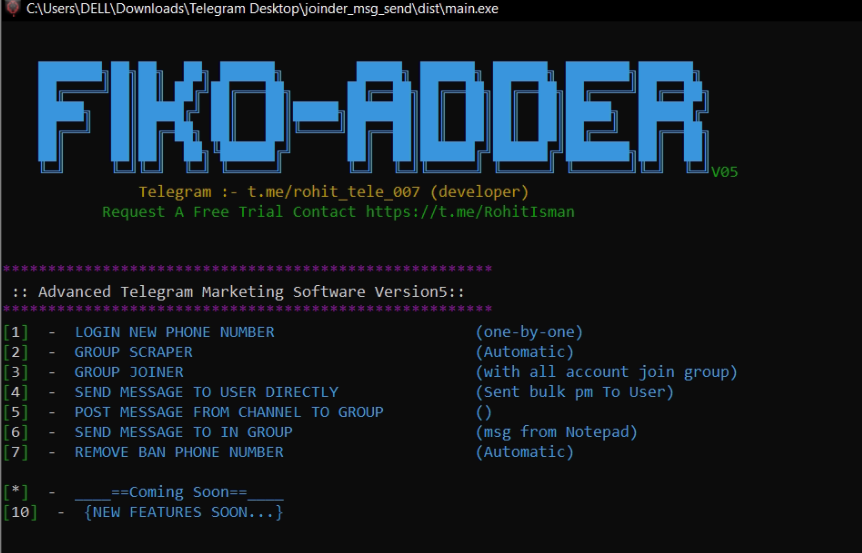 C:\Users\DELL\Downloads\Telegram Desktop\joinder_msg_send\dist\main.exe
FIKO-ADDER V05
Telegram :- t.me/rohit_tele_007 (developer)
Request A Free Trial Contact https://t.me/RohitIsman
******************************************************
:: Advanced Telegram Marketing Software Version5::
******************************************************
[1] - LOGIN NEW PHONE NUMBER (one-by-one)
[2] - GROUP SCRAPER (Automatic)
[3] - GROUP JOINER (with all account join group)
[4] - SEND MESSAGE TO USER DIRECTLY (Sent bulk pm To User)
[5] - POST MESSAGE FROM CHANNEL TO GROUP ()
[6] - SEND MESSAGE TO IN GROUP (msg from Notepad)
[7] - REMOVE BAN PHONE NUMBER (Automatic)
[*] - ____==Coming Soon==____
[10] - {NEW FEATURES SOON...}